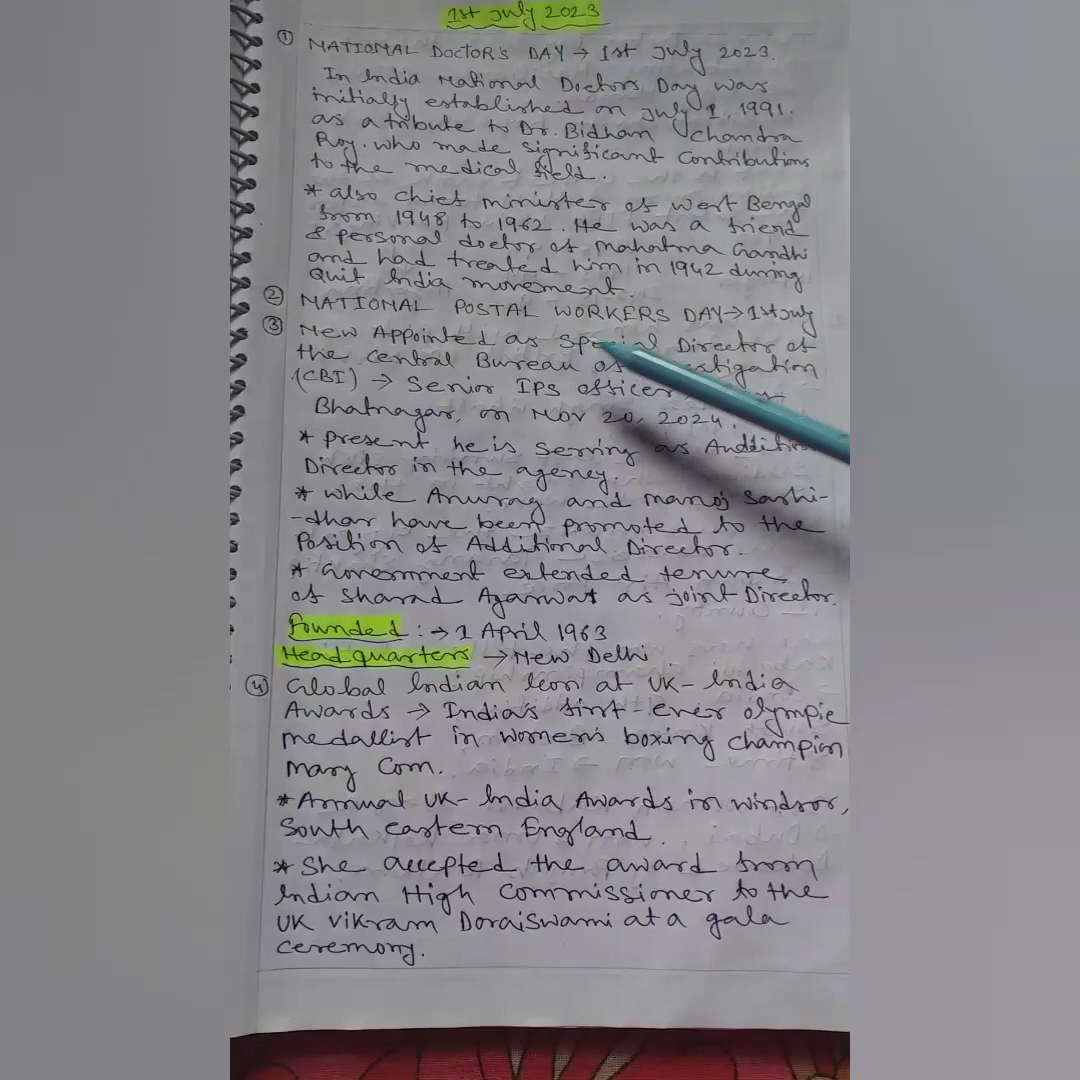 1st July 2023
① NATIONAL DOCTOR'S DAY → 1st July 2023.
In India National Doctors Day was
initially established on July 1, 1991.
as a tribute to Dr. Bidhan Chandra
Roy. who made significant contributions
to the medical field.
* also chief minister of West Bengal
from 1948 to 1962. He was a friend
& personal doctor of Mahatma Gandhi
and had treated him in 1942 during
Quit India movement.
② NATIONAL POSTAL WORKERS DAY → 1st July
③ New Appointed as Special Director of
the Central Bureau of
(CBI) → Senior IPS officer
Bhatnagar, on Nov 20, 2024.
* Present he is serving as
Director in the agency.
* while Anurag and Manoj Sashi-
-dhar have been promoted to the
Position of Additional Director.
* Government extended tenure
of Sharad Agarwal as joint Director.
Founded :→ 1 April 1963
Headquarters → New Delhi
④ Global Indian Icon at UK-India
Awards → India's first-ever olympic
medallist in women's boxing champion
Mary Com.
* Annual UK-India Awards in windsor,
South eastern England.
* She accepted the award from
Indian High Commissioner to the
UK Vikram Doraiswami at a gala
ceremony.